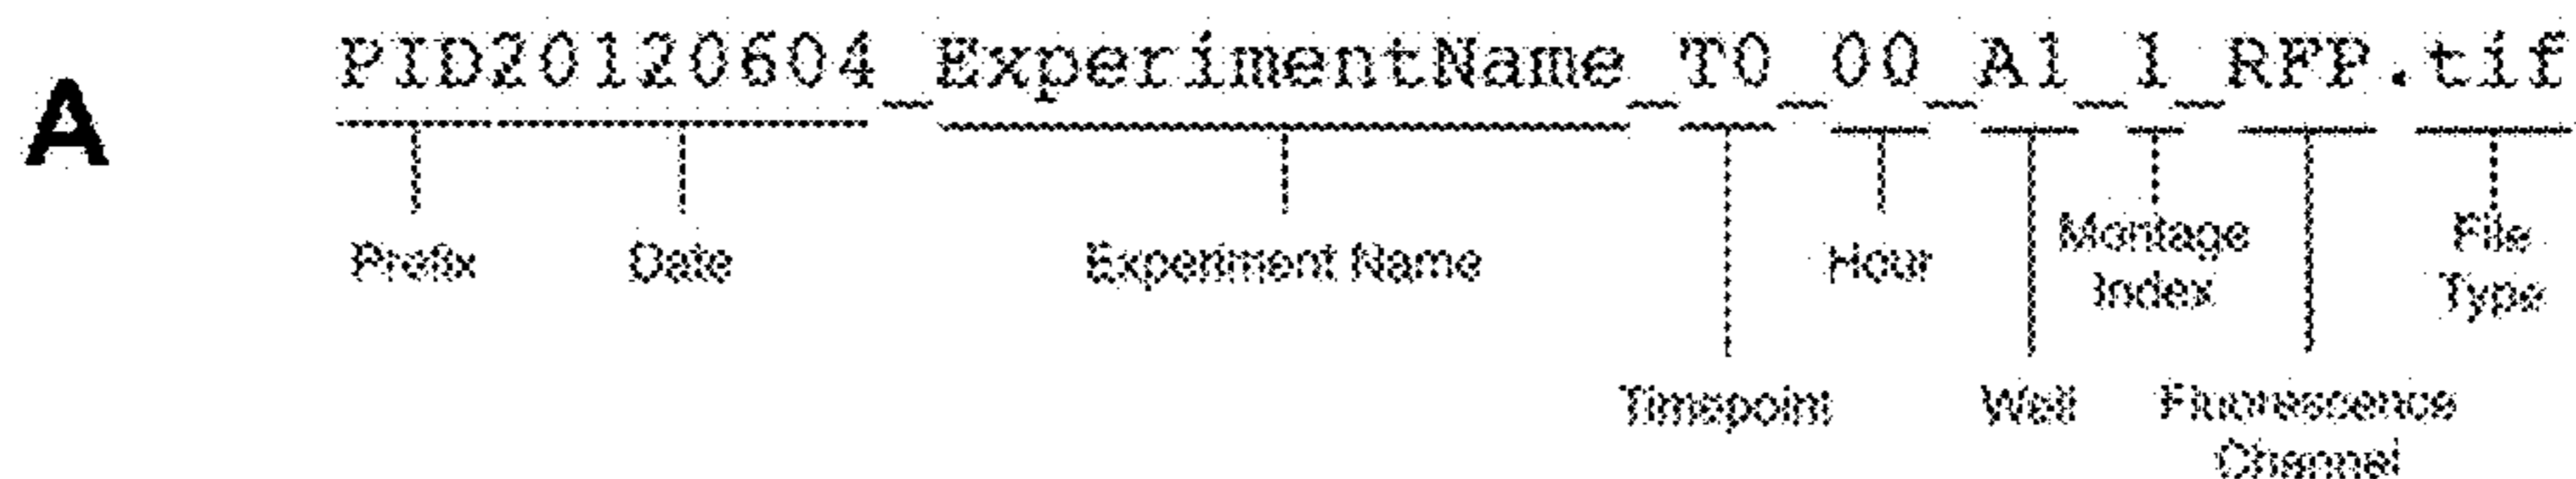 A
PID20120604_ExperimentName_T0_00_A1_1_RFP.tif
Prefix Date Experiment Name Hour Montage Index File Type
Timepoint Well Fluorescence Channel